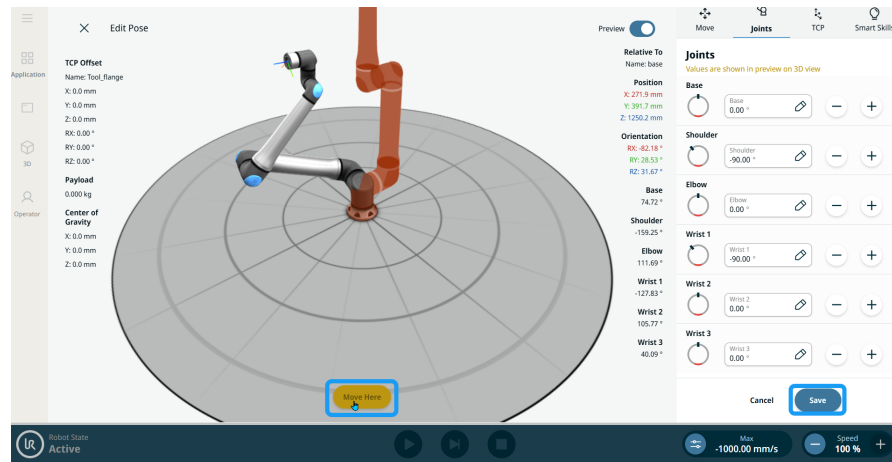 Edit Pose
Preview
Move
Joints
TCP
Smart Skills
Application
3D
Operator
TCP Offset
Name: Tool_flange
X: 0.0 mm
Y: 0.0 mm
Z: 0.0 mm
RX: 0.00 °
RY: 0.00 °
RZ: 0.00 °
Payload
0.000 kg
Center of
Gravity
X: 0.0 mm
Y: 0.0 mm
Z: 0.0 mm
Relative To
Name: base
Position
X: 271.9 mm
Y: 391.7 mm
Z: 1250.2 mm
Orientation
RX: -82.18 °
RY: 28.53 °
RZ: 31.67 °
Base
74.72 °
Shoulder
-159.25 °
Elbow
111.69 °
Wrist 1
-127.83 °
Wrist 2
105.77 °
Wrist 3
40.09 °
Joints
Values are shown in preview on 3D view
Base
Base
0.00 °
Shoulder
Shoulder
-90.00 °
Elbow
Elbow
0.00 °
Wrist 1
Wrist 1
-90.00 °
Wrist 2
Wrist 2
0.00 °
Wrist 3
Wrist 3
0.00 °
Move Here
Cancel
Save
UR
Robot State
Active
Max
-1000.00 mm/s
Speed
100 %